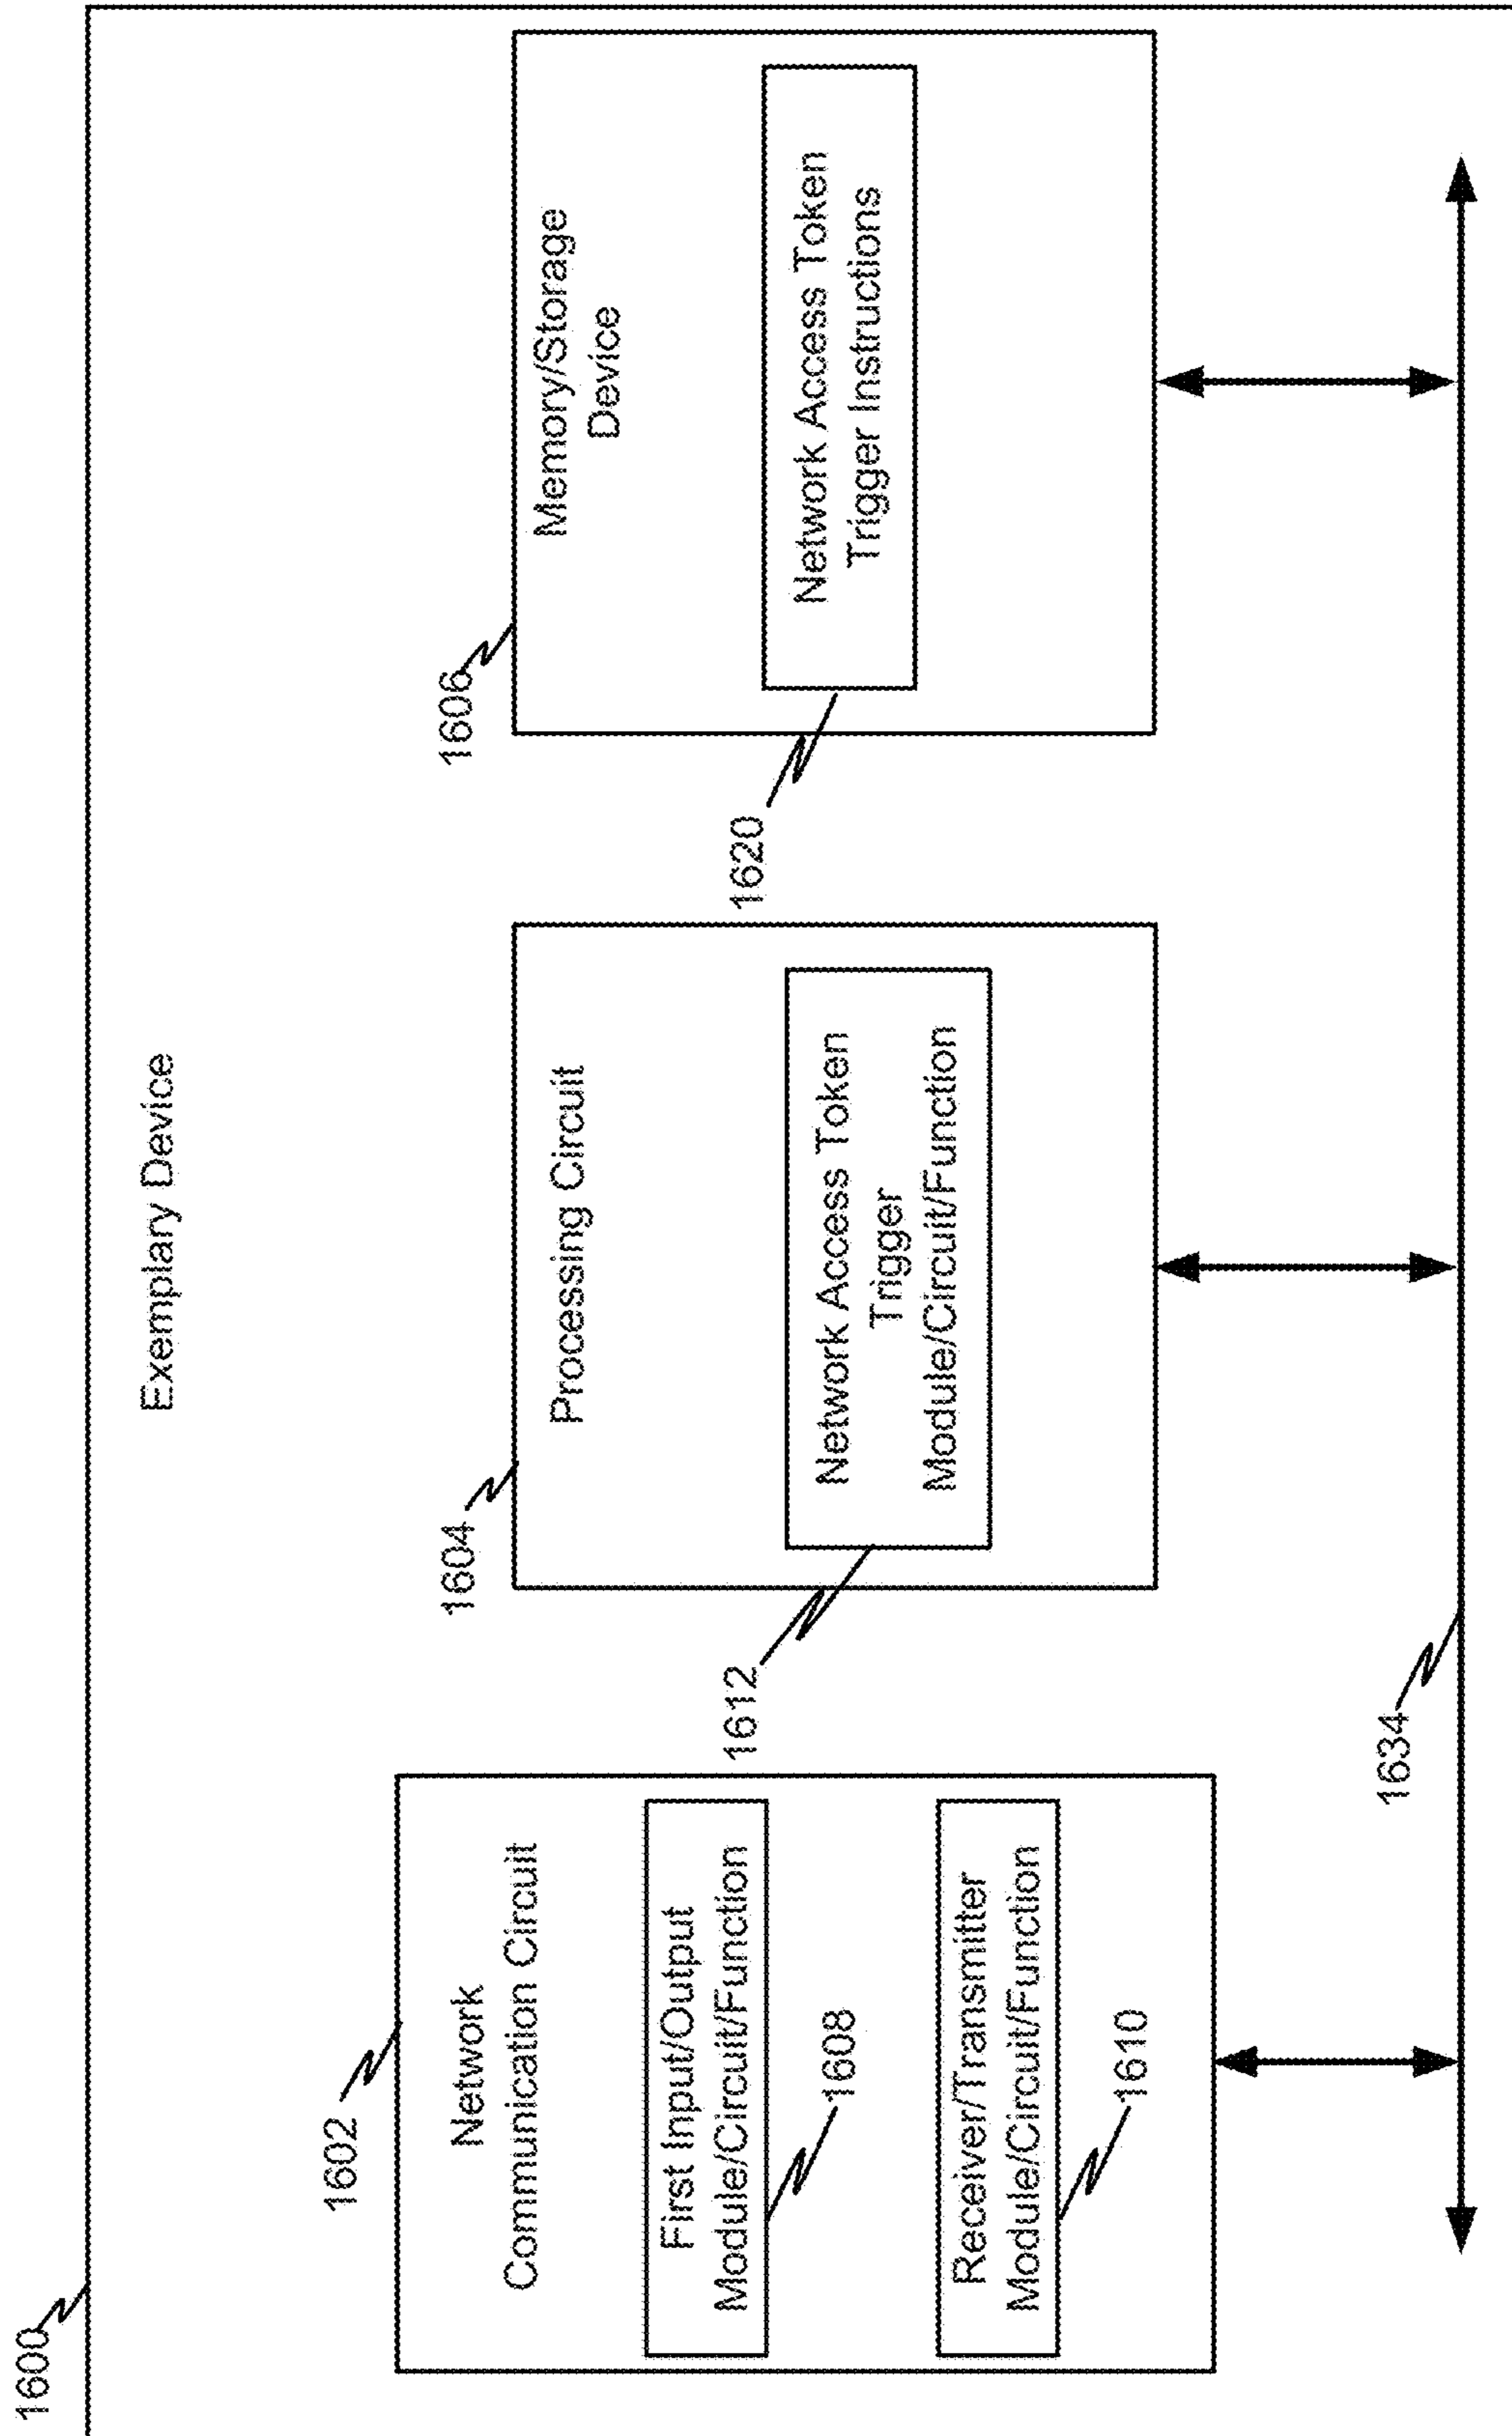 1600
Exemplary Device
1602
Network
Communication Circuit
First Input/Output
Module/Circuit/Function
1608
Receiver/Transmitter
Module/Circuit/Function
1610
1604
Processing Circuit
1612
Network Access Token
Trigger
Module/Circuit/Function
1606
Memory/Storage
Device
1620
Network Access Token
Trigger Instructions
1634